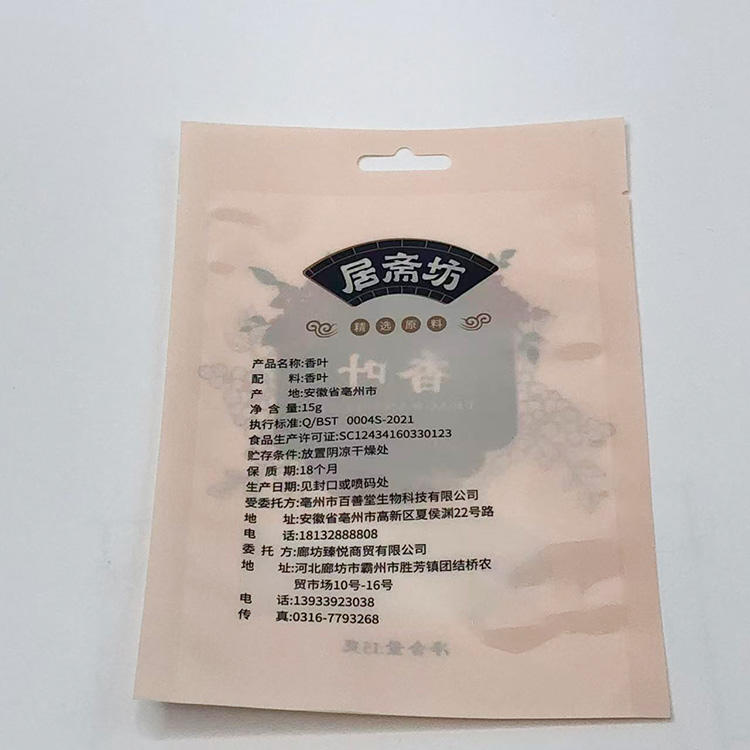 居斋坊
精选原料
香叶
产品名称:香叶
配 料:香叶
产 地:安徽省亳州市
净 含 量:15g
执行标准:Q/BST 0004S-2021
食品生产许可证:SC12434160330123
贮存条件:放置阴凉干燥处
保 质 期:18个月
生产日期:见封口或喷码处
受委托方:亳州市百善堂生物科技有限公司
地 址:安徽省亳州市高新区夏侯渊22号路
电 话:18132888808
委 托 方:廊坊臻悦商贸有限公司
地 址:河北廊坊市霸州市胜芳镇团结桥农
贸市场10号-16号
电 话:13933923038
传 真:0316-7793268
净含量:15克